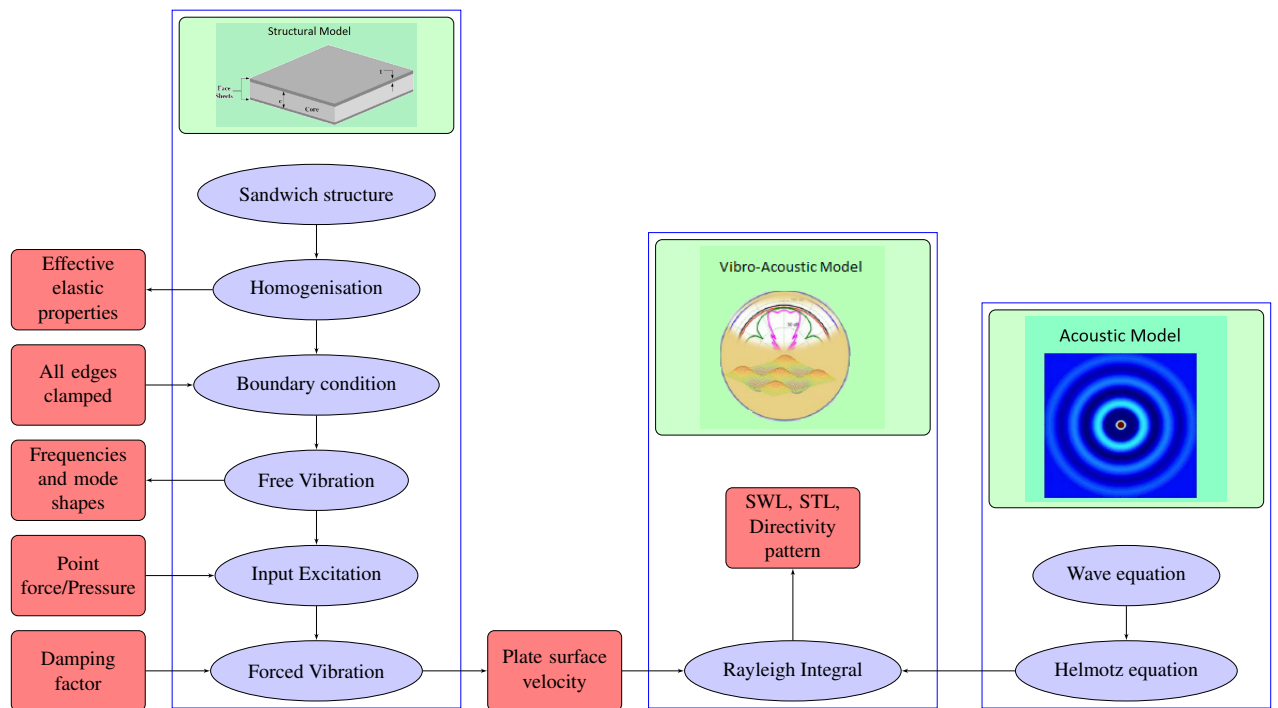 Structural Model
Face
Sheets
t
c
Core
Sandwich structure
Effective
elastic
properties
Homogenisation
All edges
clamped
Boundary condition
Frequencies
and mode
shapes
Free Vibration
Point
force/Pressure
Input Excitation
Damping
factor
Forced Vibration
Plate surface
velocity
Vibro-Acoustic Model
SWL, STL,
Directivity
pattern
Rayleigh Integral
Acoustic Model
Wave equation
Helmotz equation